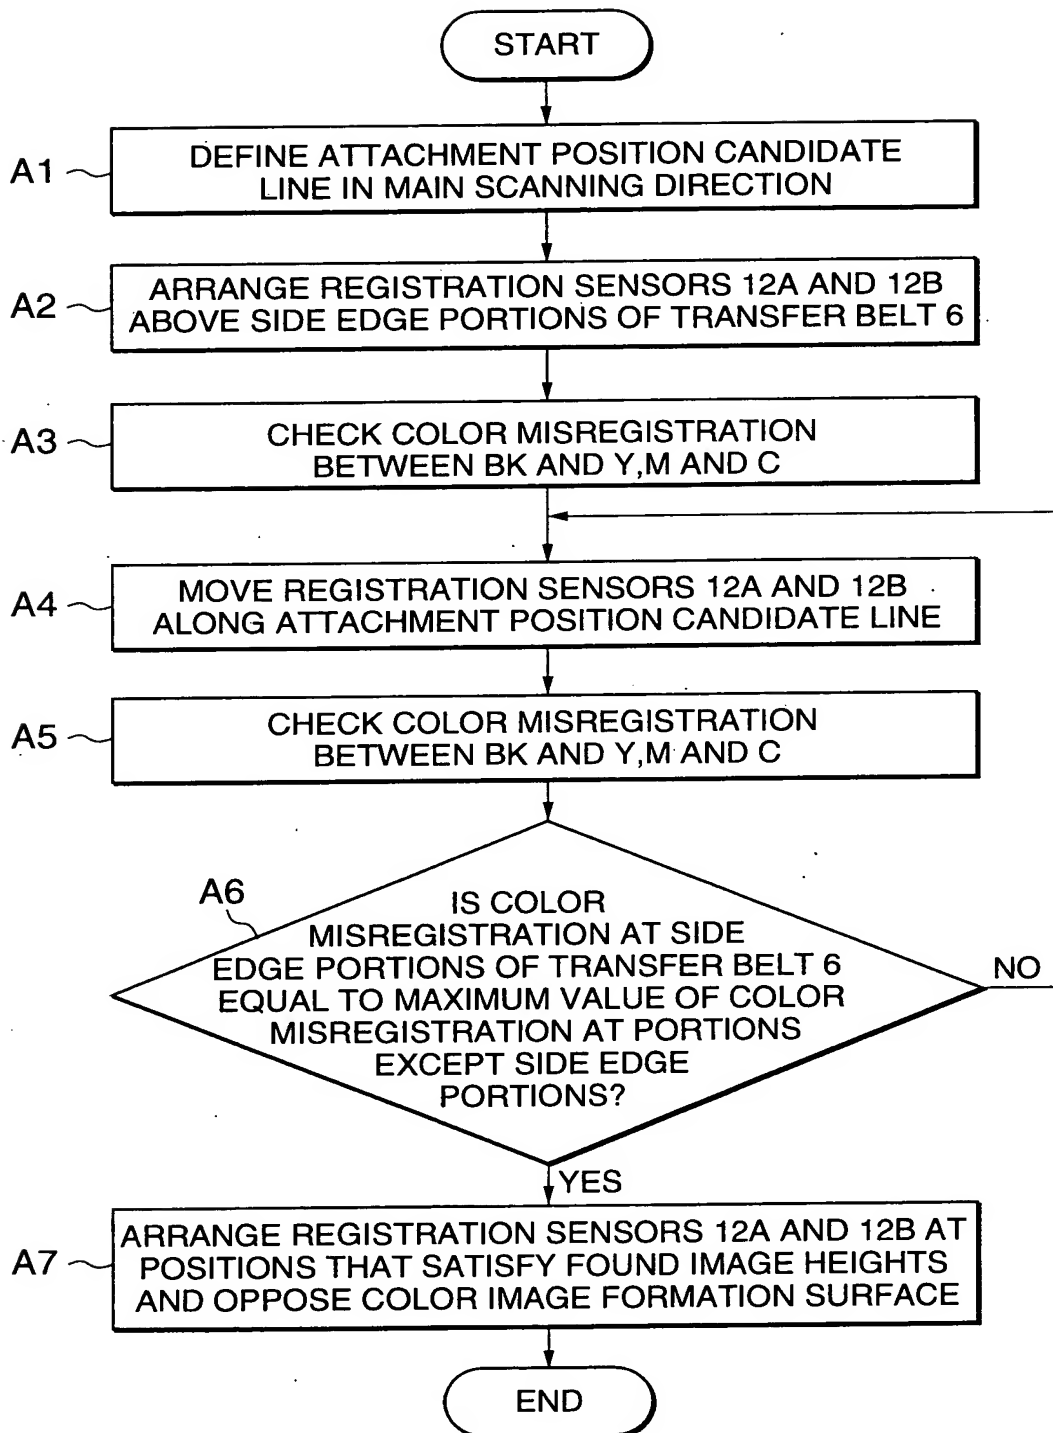 START
A1
DEFINE ATTACHMENT POSITION CANDIDATE
LINE IN MAIN SCANNING DIRECTION
A2
ARRANGE REGISTRATION SENSORS 12A AND 12B
ABOVE SIDE EDGE PORTIONS OF TRANSFER BELT 6
A3
CHECK COLOR MISREGISTRATION
BETWEEN BK AND Y,M AND C
A4
MOVE REGISTRATION SENSORS 12A AND 12B
ALONG ATTACHMENT POSITION CANDIDATE LINE
A5
CHECK COLOR MISREGISTRATION
BETWEEN BK AND Y,M AND C
A6
IS COLOR
MISREGISTRATION AT SIDE
EDGE PORTIONS OF TRANSFER BELT 6
EQUAL TO MAXIMUM VALUE OF COLOR
MISREGISTRATION AT PORTIONS
EXCEPT SIDE EDGE
PORTIONS?
NO
YES
A7
ARRANGE REGISTRATION SENSORS 12A AND 12B AT
POSITIONS THAT SATISFY FOUND IMAGE HEIGHTS
AND OPPOSE COLOR IMAGE FORMATION SURFACE
END